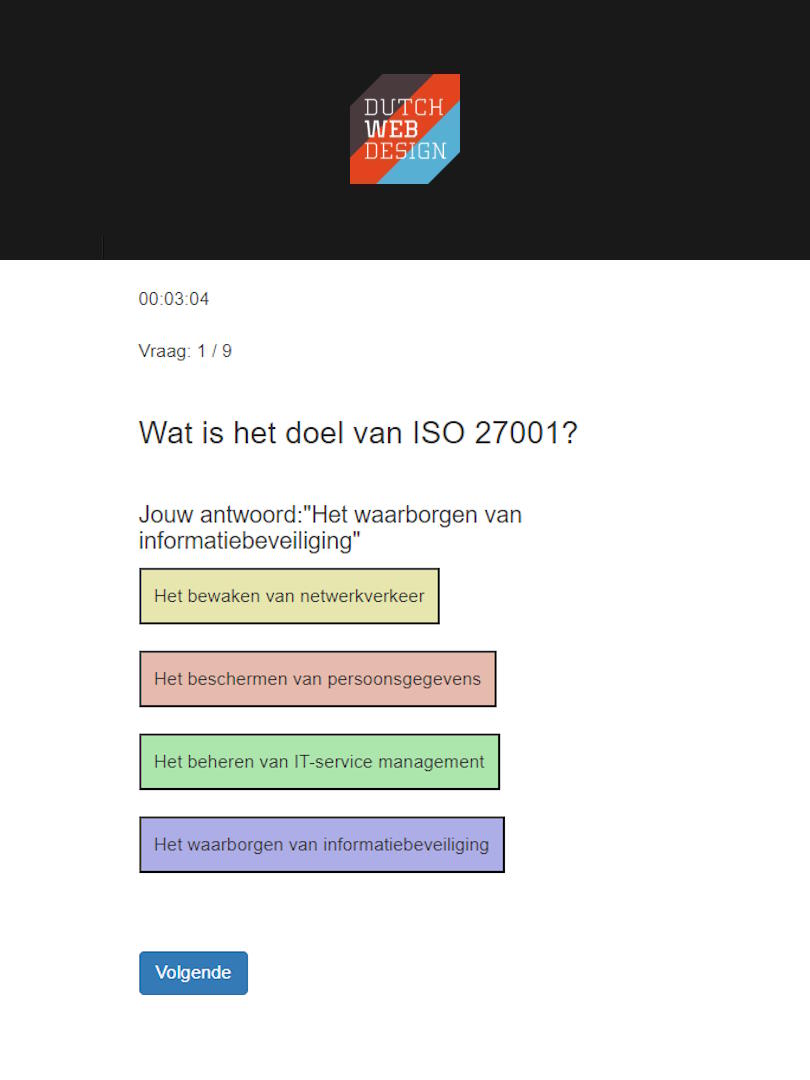 DUTCH
WEB
DESIGN
00:03:04
Vraag: 1 / 9
Wat is het doel van ISO 27001?
Jouw antwoord:"Het waarborgen van
informatiebeveiliging"
Het bewaken van netwerkverkeer
Het beschermen van persoonsgegevens
Het beheren van IT-service management
Het waarborgen van informatiebeveiliging
Volgende